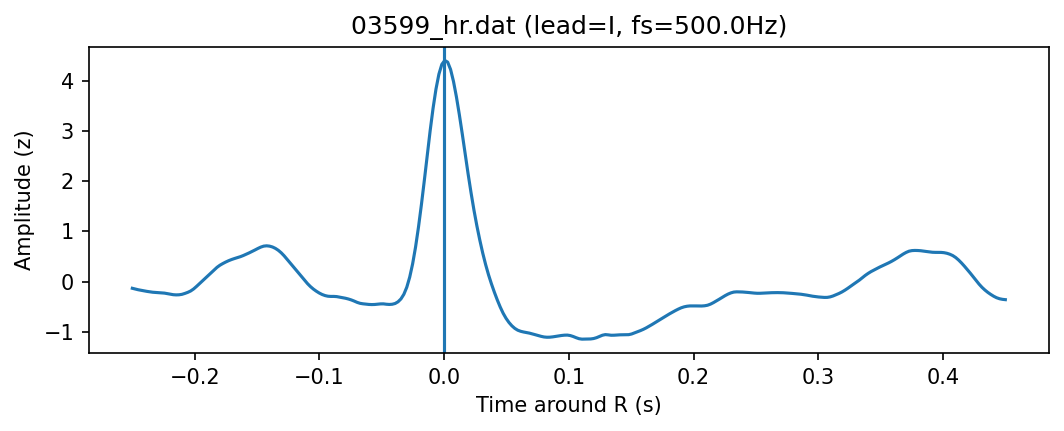 03599_hr.dat (lead=I, fs=500.0Hz)
Amplitude (z)
4
3
2
1
0
−1
−0.2 −0.1 0.0 0.1 0.2 0.3 0.4
Time around R (s)